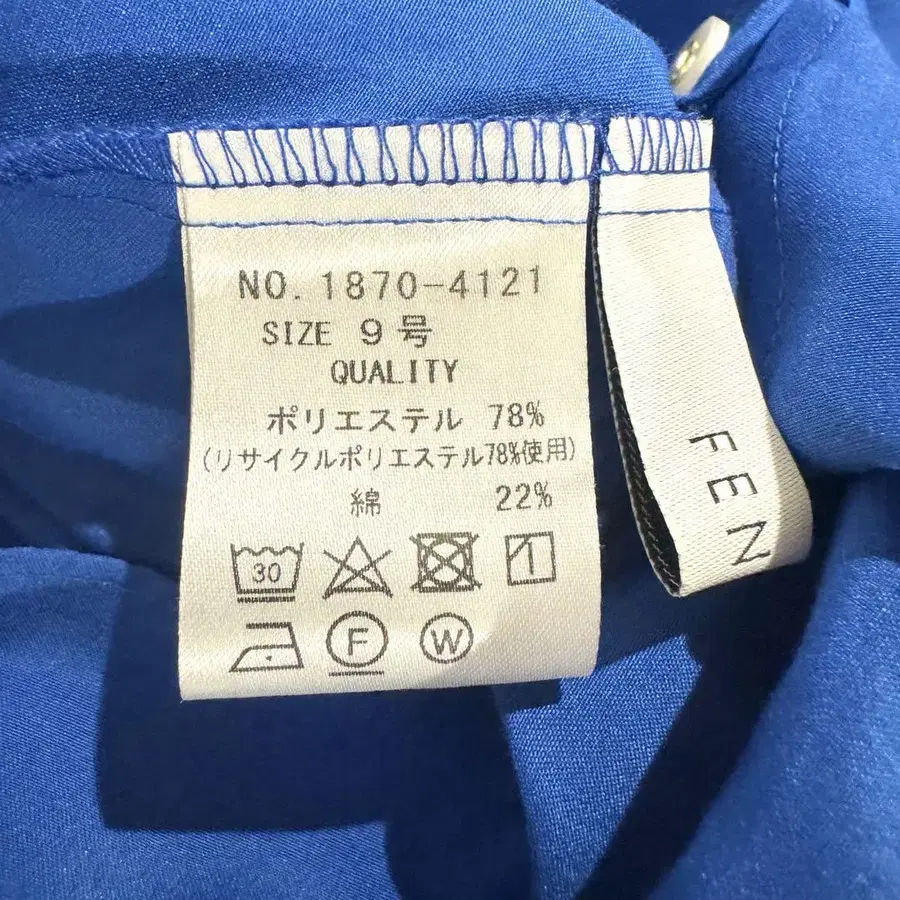 NO. 1870-4121
SIZE 9号
QUALITY
ポリエステル 78%
(リサイクルポリエステル78%使用)
綿 22%
30
1
F
W
FEN